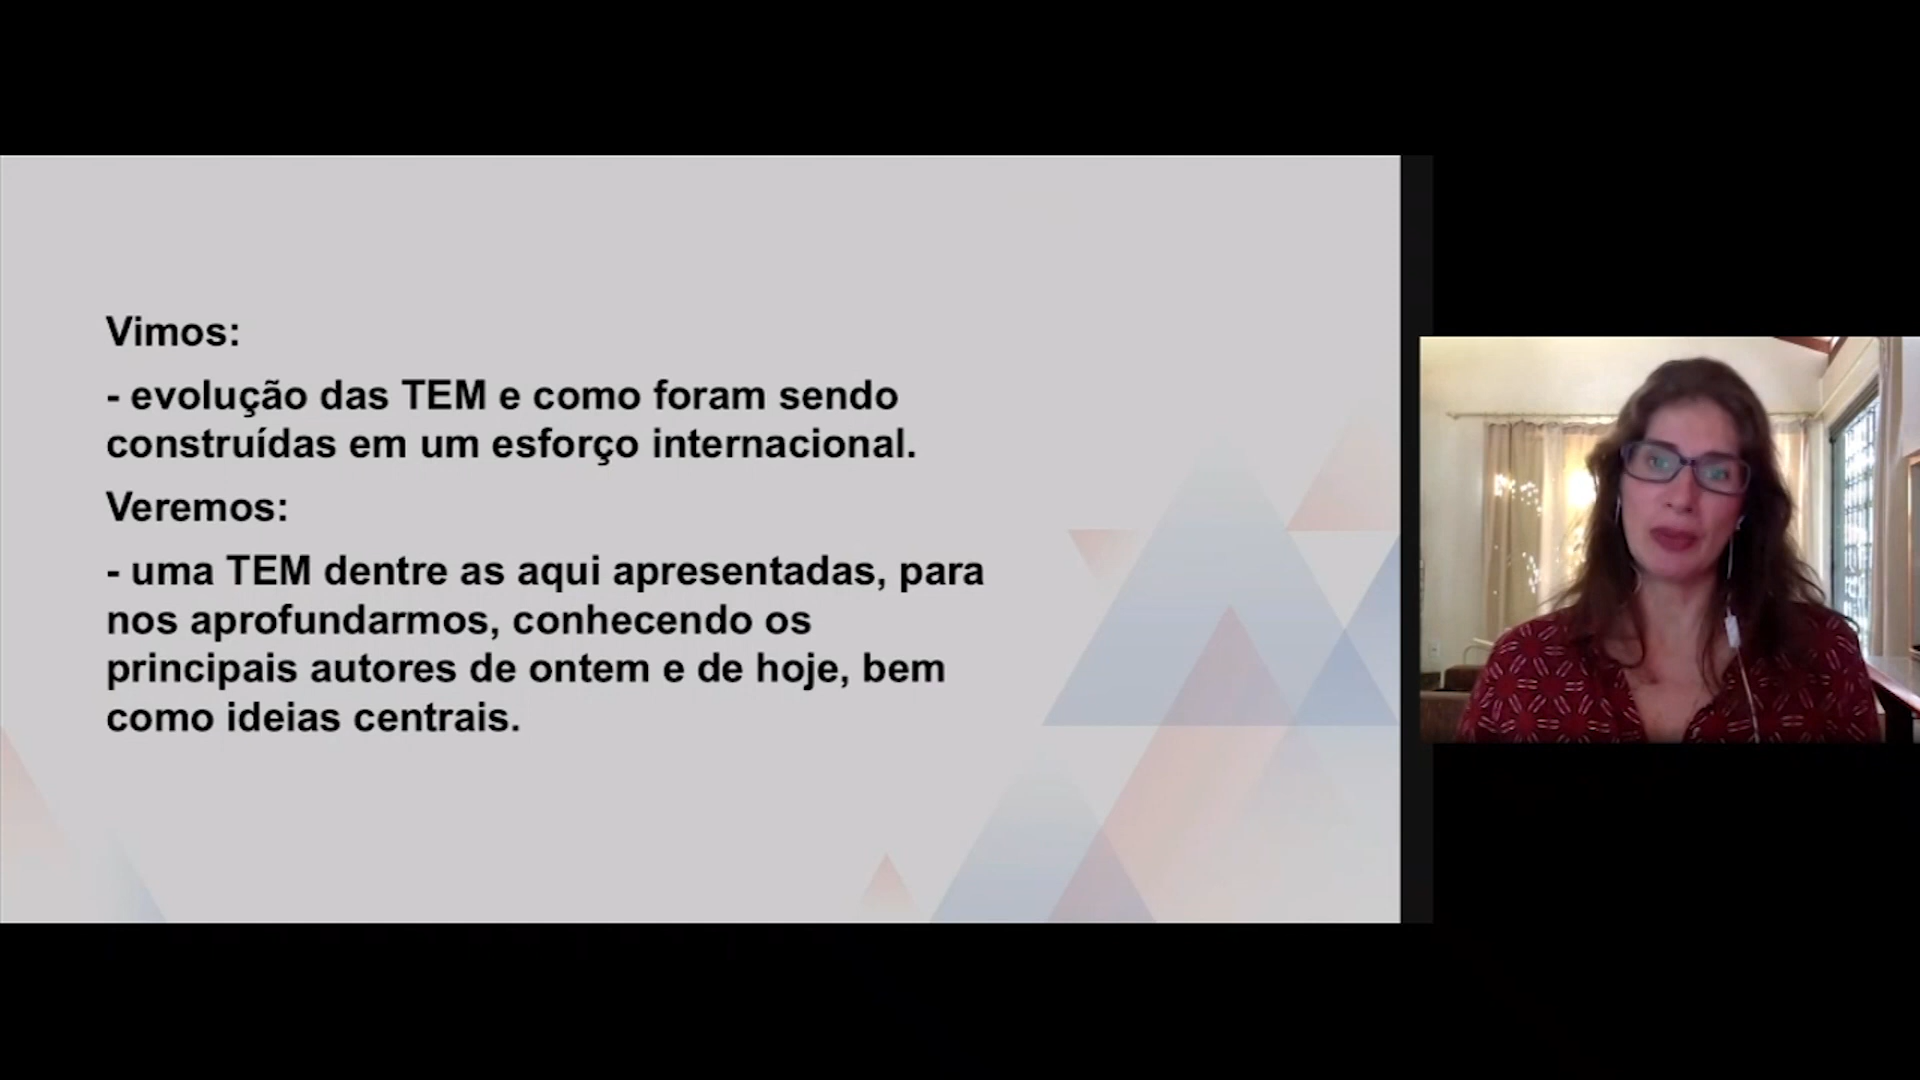 Vimos:
- evolução das TEM e como foram sendo
construídas em um esforço internacional.
Veremos:
- uma TEM dentre as aqui apresentadas, para
nos aprofundarmos, conhecendo os
principais autores de ontem e de hoje, bem
como ideias centrais.